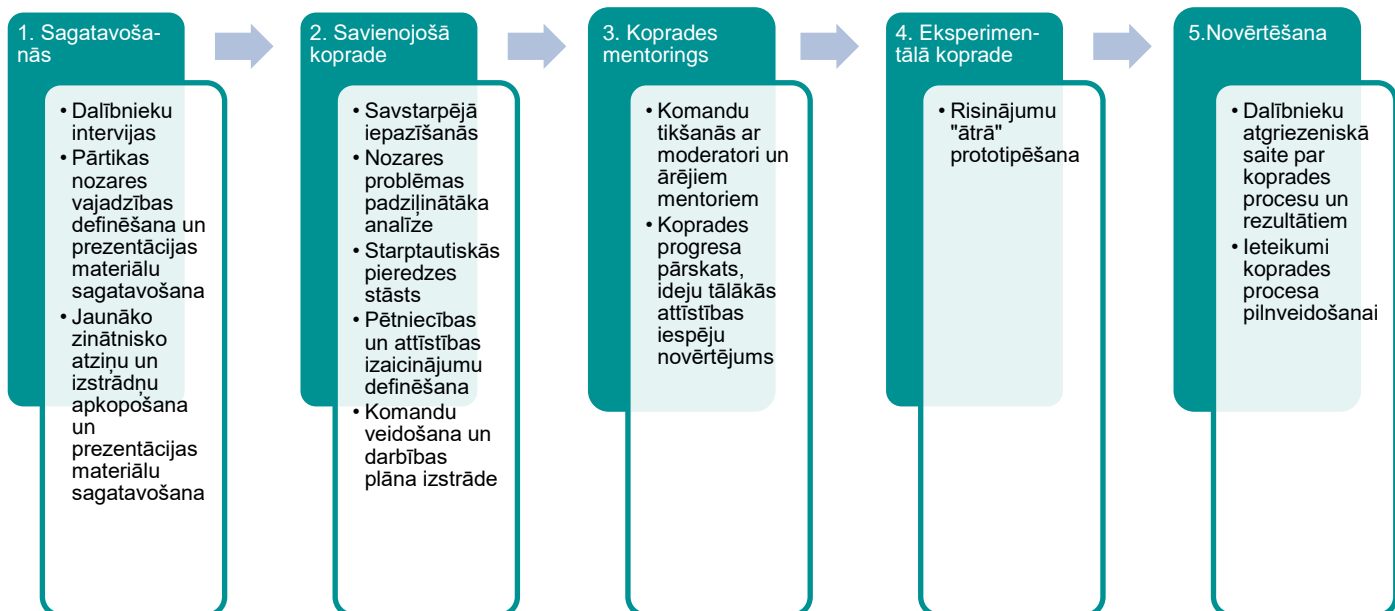 1. Sagatavoša-
nās
• Dalībnieku
intervijas
• Pārtikas
nozares
vajadzības
definēšana un
prezentācijas
materiālu
sagatavošana
• Jaunāko
zinātnisko
atziņu un
izstrādņu
apkopošana
un
prezentācijas
materiālu
sagatavošana
2. Savienojošā
koprade
• Savstarpējā
iepazīšanās
• Nozares
problēmas
padziļinātāka
analīze
• Starptautiskās
pieredzes
stāsts
• Pētniecības
un attīstības
izaicinājumu
definēšana
• Komandu
veidošana un
darbības
plāna izstrāde
3. Koprades
mentorings
• Komandu
tikšanās ar
moderatori un
ārējiem
mentoriem
• Koprades
progresa
pārskats,
ideju tālākās
attīstības
iespēju
novērtējums
4. Eksperimen-
tālā koprade
• Risinājumu
"ātrā"
prototipēšana
5.Novērtēšana
• Dalībnieku
atgriezeniskā
saite par
koprades
procesu un
rezultātiem
• Ieteikumi
koprades
procesa
pilnveidošanai